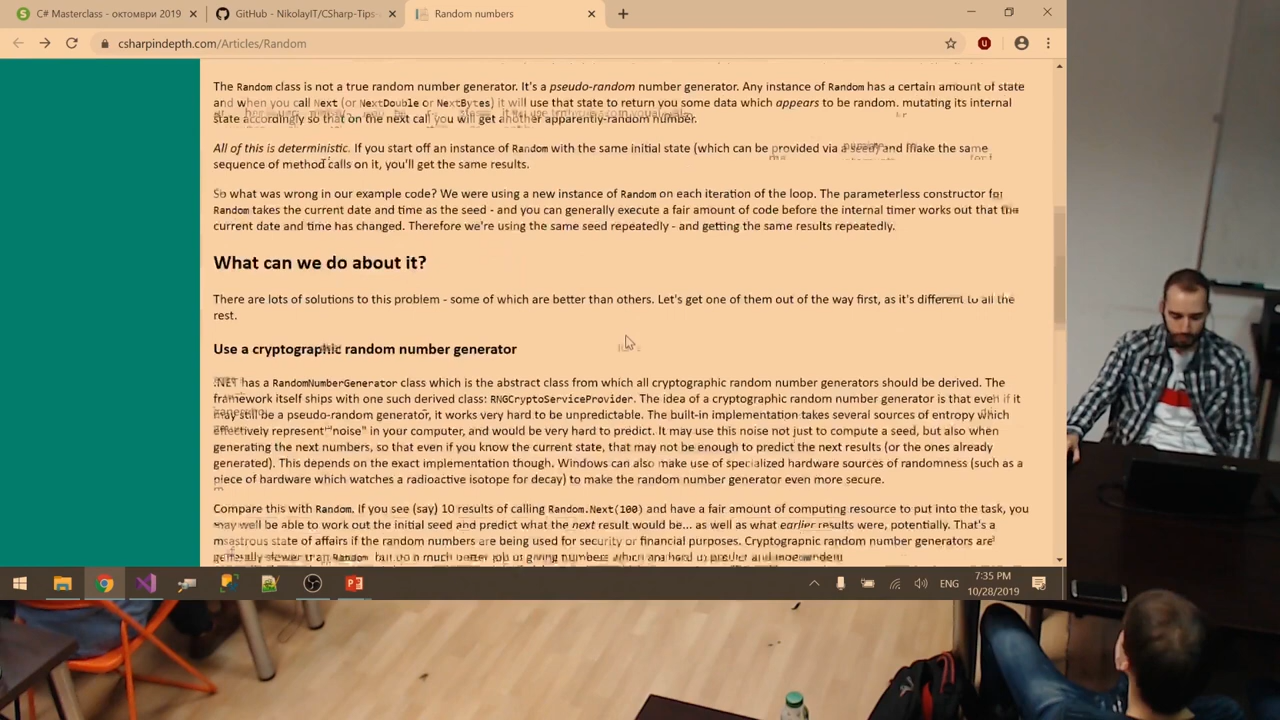 C# Masterclass - октомври 2019
GitHub - NikolayIT/CSharp-Tips-
Random numbers
csharpindepth.com/Articles/Random
The Random class is not a true random number generator. It's a pseudo-random number generator. Any instance of Random has a certain amount of state
and when you call Next (or NextDouble or NextBytes) it will use that state to return you some data which appears to be random, mutating its internal
state accordingly so that on the next call you will get another apparently-random number.
All of this is deterministic. If you start off an instance of Random with the same initial state (which can be provided via a seed) and make the same
sequence of method calls on it, you'll get the same results.
So what was wrong in our example code? We were using a new instance of Random on each iteration of the loop. The parameterless constructor for
Random takes the current date and time as the seed - and you can generally execute a fair amount of code before the internal timer works out that the
current date and time has changed. Therefore we're using the same seed repeatedly - and getting the same results repeatedly.
What can we do about it?
There are lots of solutions to this problem - some of which are better than others. Let's get one of them out of the way first, as it's different to all the
rest.
Use a cryptographic random number generator
.NET has a RandomNumberGenerator class which is the abstract class from which all cryptographic random number generators should be derived. The
framework itself ships with one such derived class: RNGCryptoServiceProvider. The idea of a cryptographic random number generator is that even if it
may still be a pseudo-random generator, it works very hard to be unpredictable. The built-in implementation takes several sources of entropy which
effectively represent "noise" in your computer, and would be very hard to predict. It may use this noise not just to compute a seed, but also when
generating the next numbers, so that even if you know the current state, that may not be enough to predict the next results (or the ones already
generated). This depends on the exact implementation though. Windows can also make use of specialized hardware sources of randomness (such as a
piece of hardware which watches a radioactive isotope for decay) to make the random number generator even more secure.
Compare this with Random. If you see (say) 10 results of calling Random.Next(100) and have a fair amount of computing resource to put into the task, you
may well be able to work out the initial seed and predict what the next result would be... as well as what earlier results were, potentially. That's a
state of affairs if the random numbers are being used for security or financial purposes. Cryptographic random number generators are
generally slower than Random, but do a much better job of giving numbers which are hard to predict and independent
ENG
7:35 PM
10/28/2019